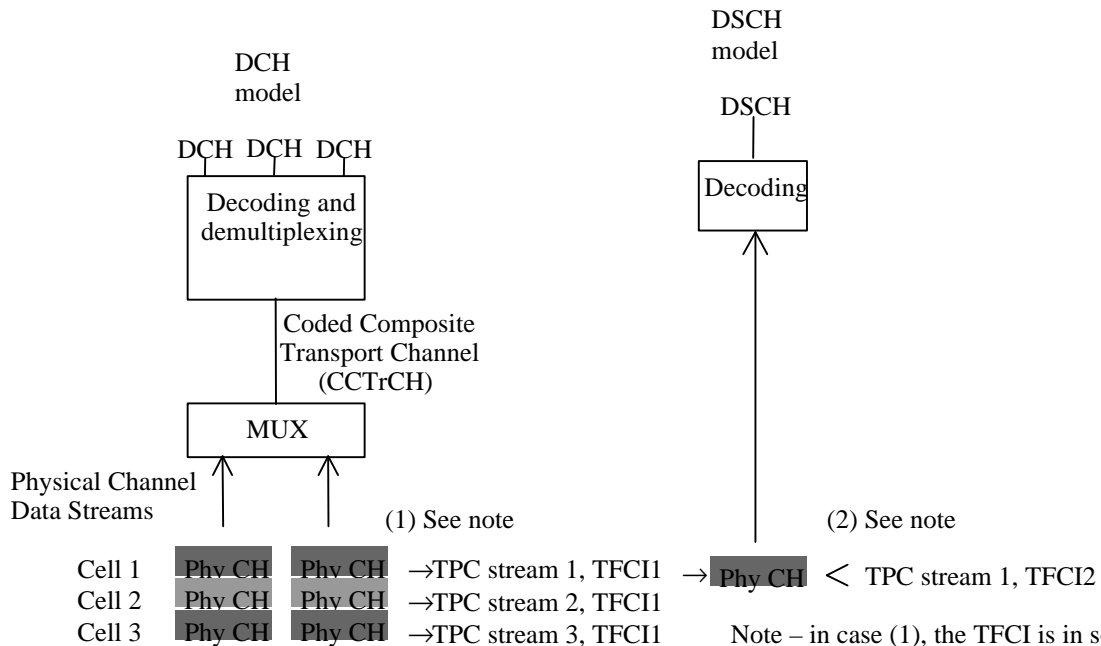 DSCH
model
DCH
model
DSCH
DCH DCH DCH
Decoding and
demultiplexing
Decoding
Coded Composite
Transport Channel
(CCTrCH)
MUX
Physical Channel
Data Streams
(1) See note
(2) See note
Cell 1 Phy CH Phy CH →TPC stream 1, TFCI1 → Phy CH < TPC stream 1, TFCI2
Cell 2 Phy CH Phy CH →TPC stream 2, TFCI1
Cell 3 Phy CH Phy CH →TPC stream 3, TFCI1
Note – in case (1), the TFCI is in s